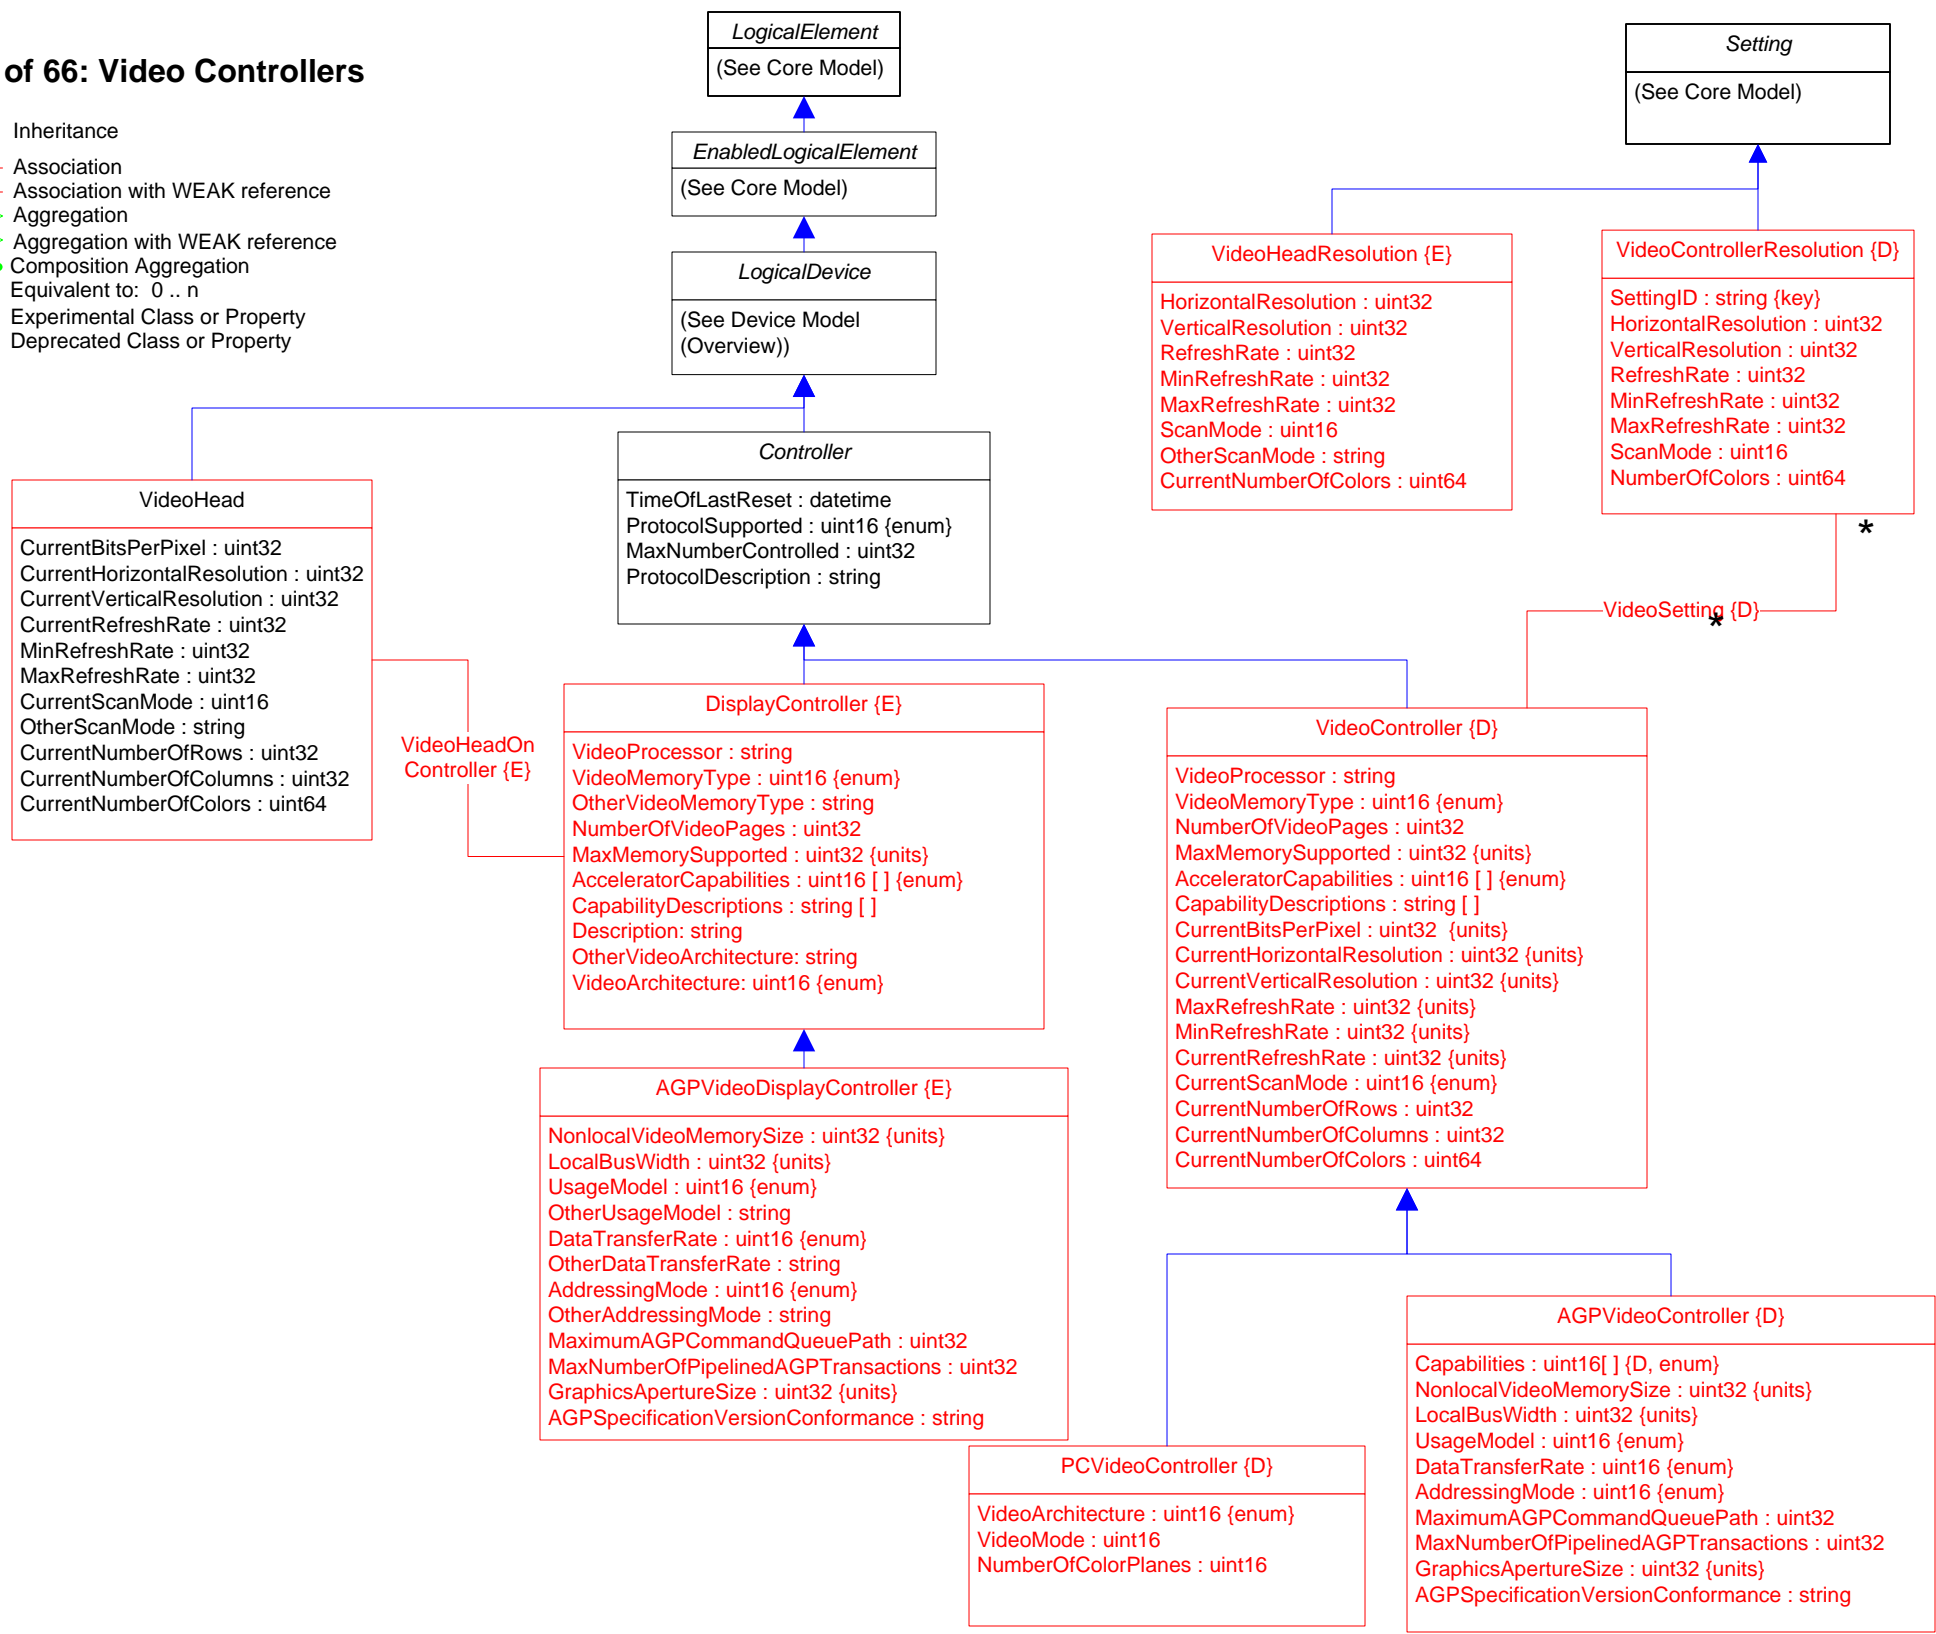 of 66: Video Controllers
Inheritance
Association
Association with WEAK reference
Aggregation
Aggregation with WEAK reference
Composition Aggregation
Equivalent to: 0 .. n
Experimental Class or Property
Deprecated Class or Property
LogicalElement
(See Core Model)
EnabledLogicalElement
(See Core Model)
LogicalDevice
(See Device Model
(Overview))
Setting
(See Core Model)
VideoHeadResolution {E}
HorizontalResolution : uint32
VerticalResolution : uint32
RefreshRate : uint32
MinRefreshRate : uint32
MaxRefreshRate : uint32
ScanMode : uint16
OtherScanMode : string
CurrentNumberOfColors : uint64
VideoControllerResolution {D}
SettingID : string {key}
HorizontalResolution : uint32
VerticalResolution : uint32
RefreshRate : uint32
MinRefreshRate : uint32
MaxRefreshRate : uint32
ScanMode : uint16
NumberOfColors : uint64
*
VideoSetting {D}
*
VideoHead
CurrentBitsPerPixel : uint32
CurrentHorizontalResolution : uint32
CurrentVerticalResolution : uint32
CurrentRefreshRate : uint32
MinRefreshRate : uint32
MaxRefreshRate : uint32
CurrentScanMode : uint16
OtherScanMode : string
CurrentNumberOfRows : uint32
CurrentNumberOfColumns : uint32
CurrentNumberOfColors : uint64
Controller
TimeOfLastReset : datetime
ProtocolSupported : uint16 {enum}
MaxNumberControlled : uint32
ProtocolDescription : string
VideoHeadOn
Controller {E}
DisplayController {E}
VideoProcessor : string
VideoMemoryType : uint16 {enum}
OtherVideoMemoryType : string
NumberOfVideoPages : uint32
MaxMemorySupported : uint32 {units}
AcceleratorCapabilities : uint16 [ ] {enum}
CapabilityDescriptions : string [ ]
Description: string
OtherVideoArchitecture: string
VideoArchitecture: uint16 {enum}
VideoController {D}
VideoProcessor : string
VideoMemoryType : uint16 {enum}
NumberOfVideoPages : uint32
MaxMemorySupported : uint32 {units}
AcceleratorCapabilities : uint16 [ ] {enum}
CapabilityDescriptions : string [ ]
CurrentBitsPerPixel : uint32 {units}
CurrentHorizontalResolution : uint32 {units}
CurrentVerticalResolution : uint32 {units}
MaxRefreshRate : uint32 {units}
MinRefreshRate : uint32 {units}
CurrentRefreshRate : uint32 {units}
CurrentScanMode : uint16 {enum}
CurrentNumberOfRows : uint32
CurrentNumberOfColumns : uint32
CurrentNumberOfColors : uint64
AGPVideoDisplayController {E}
NonlocalVideoMemorySize : uint32 {units}
LocalBusWidth : uint32 {units}
UsageModel : uint16 {enum}
OtherUsageModel : string
DataTransferRate : uint16 {enum}
OtherDataTransferRate : string
AddressingMode : uint16 {enum}
OtherAddressingMode : string
MaximumAGPCommandQueuePath : uint32
MaxNumberOfPipelinedAGPTransactions : uint32
GraphicsApertureSize : uint32 {units}
AGPSpecificationVersionConformance : string
PCVideoController {D}
VideoArchitecture : uint16 {enum}
VideoMode : uint16
NumberOfColorPlanes : uint16
AGPVideoController {D}
Capabilities : uint16[ ] {D, enum}
NonlocalVideoMemorySize : uint32 {units}
LocalBusWidth : uint32 {units}
UsageModel : uint16 {enum}
DataTransferRate : uint16 {enum}
AddressingMode : uint16 {enum}
MaximumAGPCommandQueuePath : uint32
MaxNumberOfPipelinedAGPTransactions : uint32
GraphicsApertureSize : uint32 {units}
AGPSpecificationVersionConformance : string